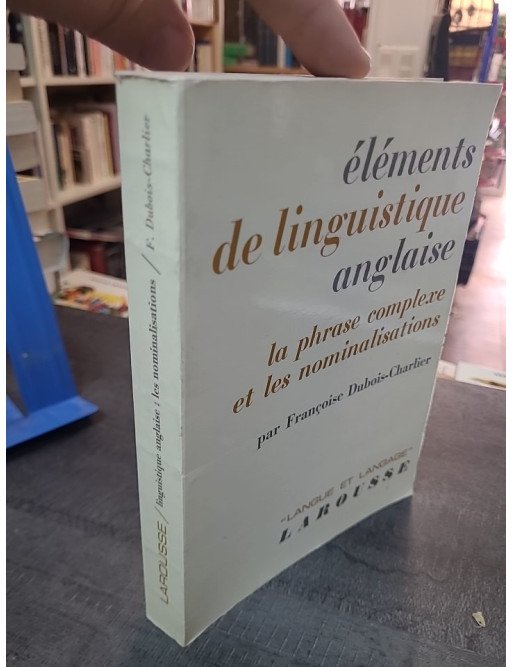 éléments
de linguistique
anglaise
la phrase complexe
et les nominalisations
par Françoise Dubois-Charlier
"LANGUE ET LANGAGE"
LAROUSSE
LAROUSSE / linguistique anglaise : les nominalisations / F. Dubois-Charlier